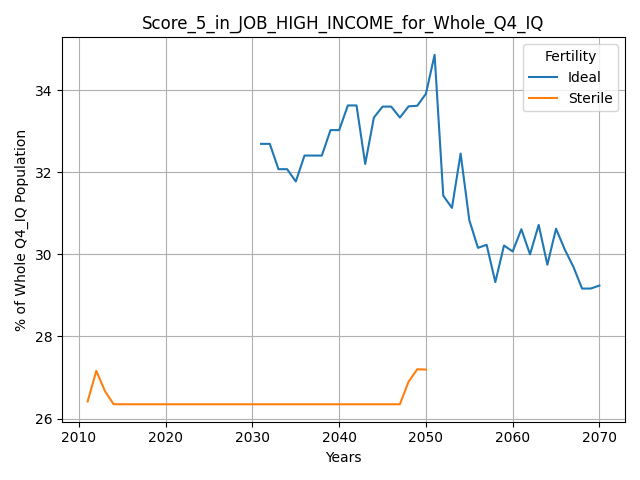 Score_5_in_JOB_HIGH_INCOME_for_Whole_Q4_IQ
% of Whole Q4_IQ Population
34
32
30
28
26
Fertility
Ideal
Sterile
2010 2020 2030 2040 2050 2060 2070
Years